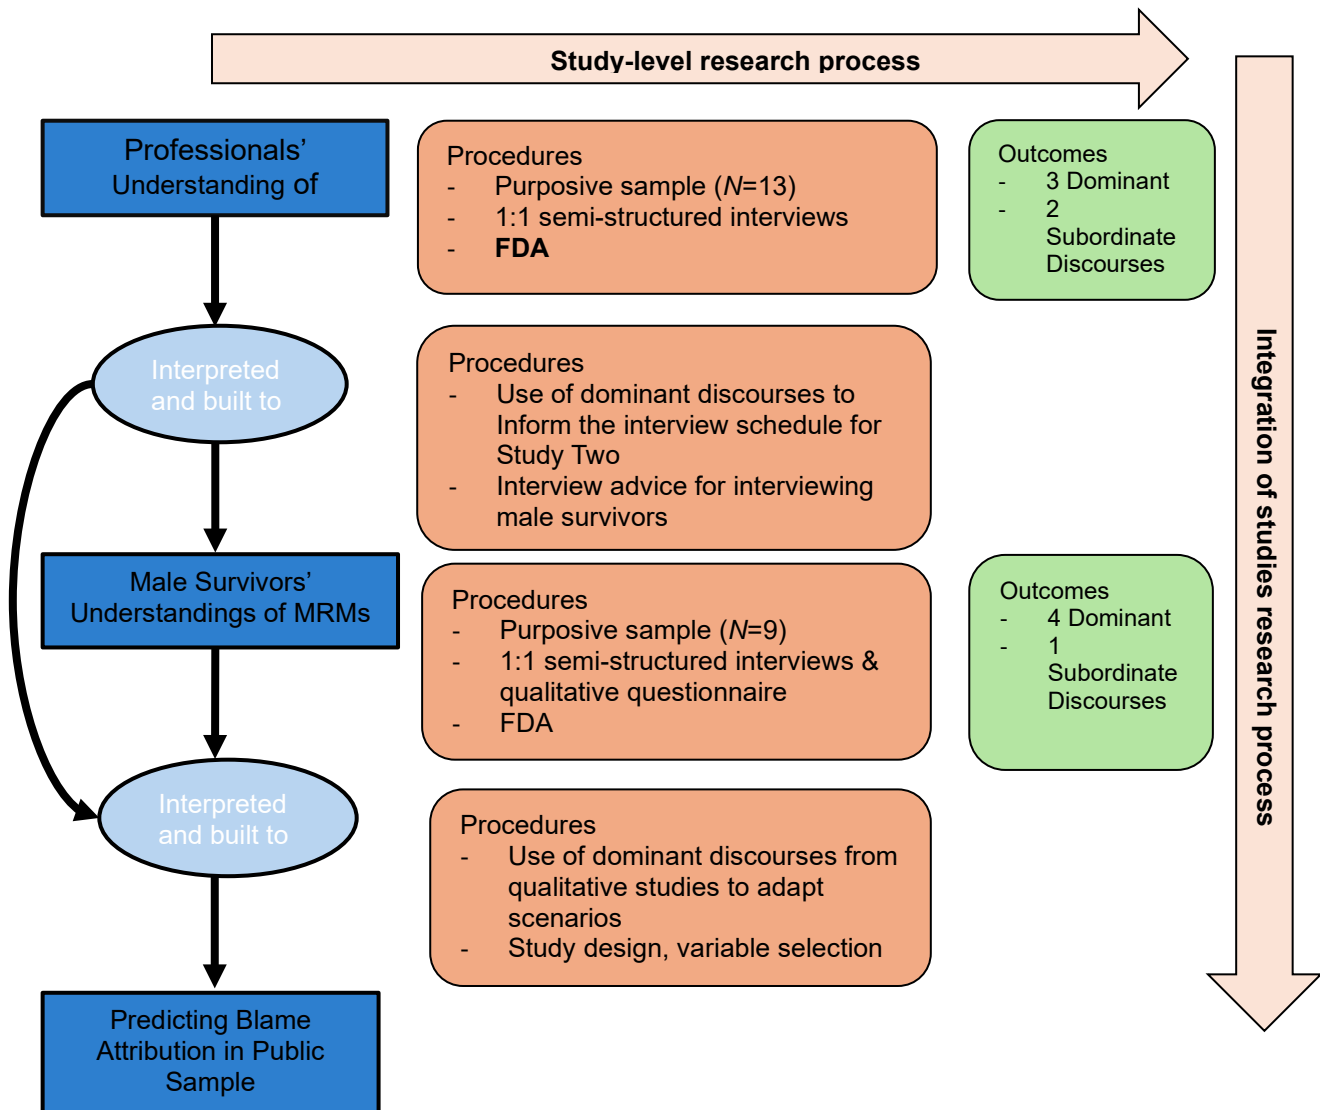 Study-level research process
Professionals'
Understanding of
Procedures
- Purposive sample (N=13)
- 1:1 semi-structured interviews
- FDA
Outcomes
- 3 Dominant
- 2
Subordinate
Discourses
Interpreted
and built to
Procedures
- Use of dominant discourses to
Inform the interview schedule for
Study Two
- Interview advice for interviewing
male survivors
Integration of studies research process
Male Survivors'
Understandings of MRMs
Procedures
- Purposive sample (N=9)
- 1:1 semi-structured interviews &
qualitative questionnaire
- FDA
Outcomes
- 4 Dominant
- 1
Subordinate
Discourses
Interpreted
and built to
Procedures
- Use of dominant discourses from
qualitative studies to adapt
scenarios
- Study design, variable selection
Predicting Blame
Attribution in Public
Sample